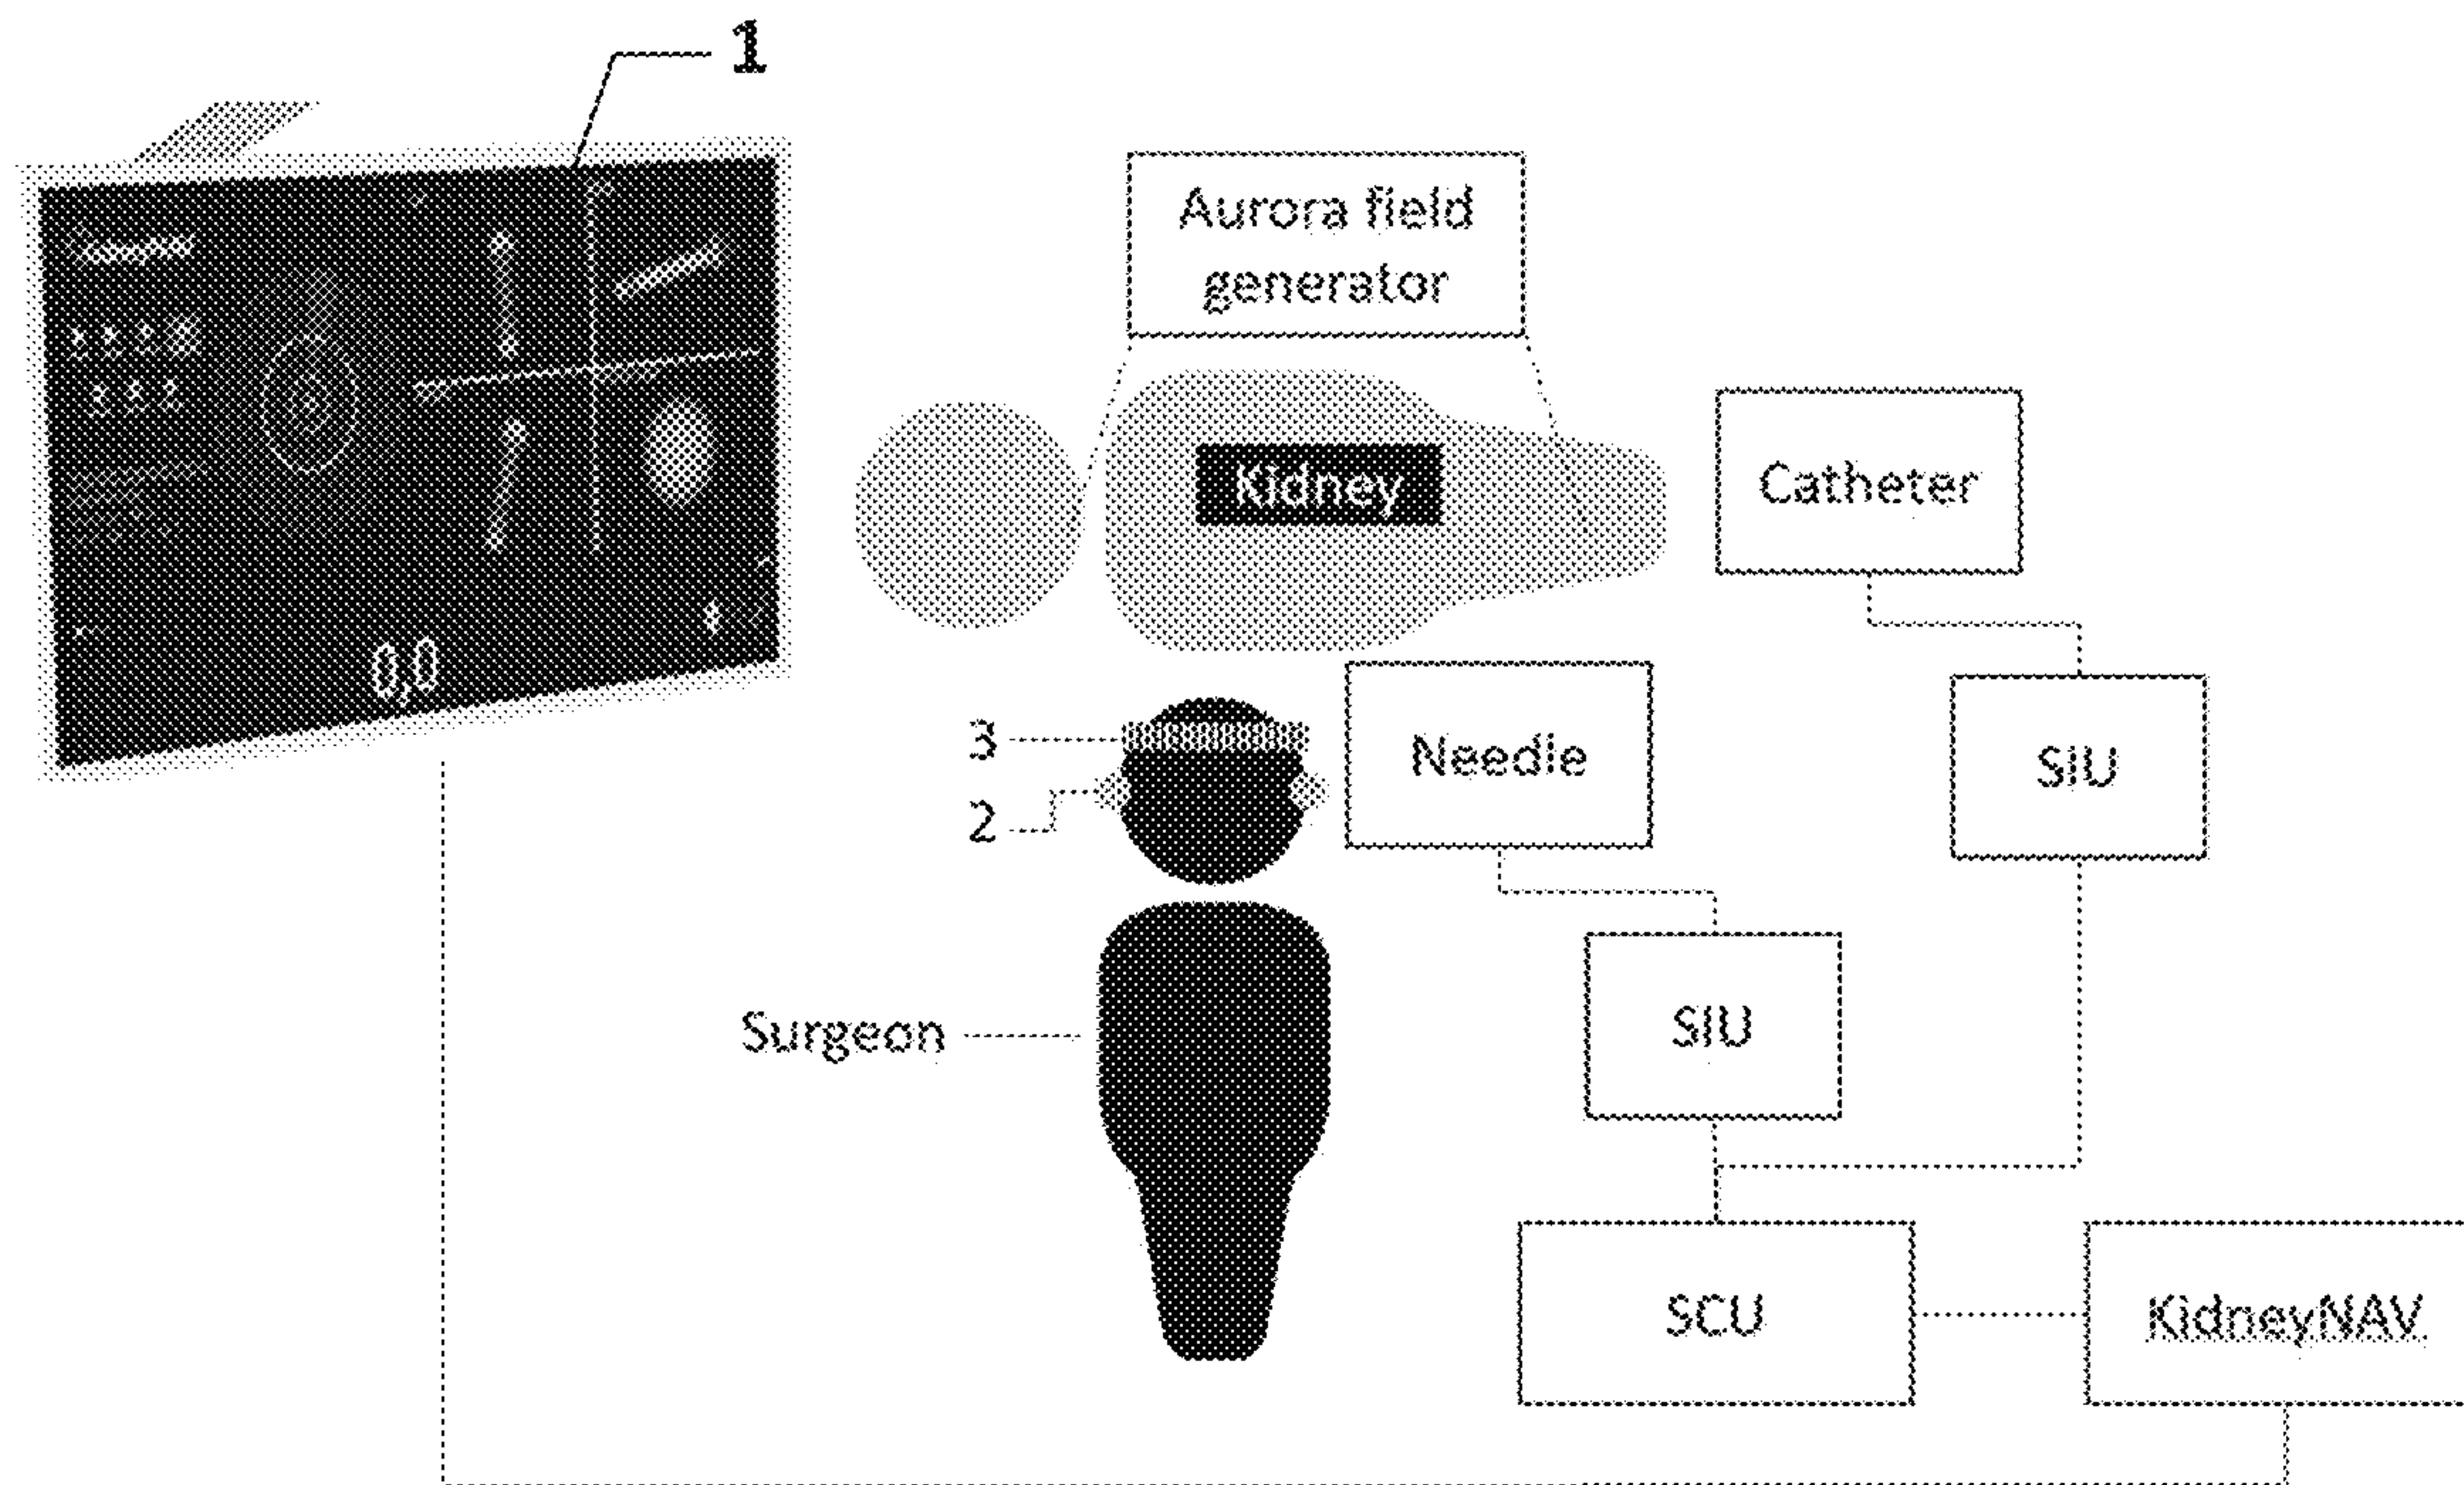 1
Aurora field
generator
Kidney
Catheter
0,0
3
Needle
SIU
2
Surgeon
SIU
SCU
KidneyNAV